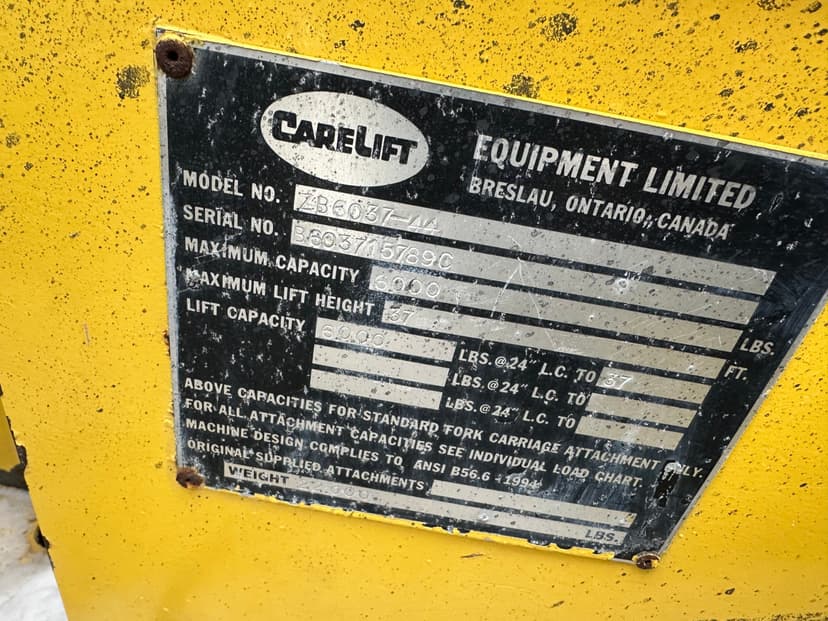 CARELIFT
EQUIPMENT LIMITED
BRESLAU, ONTARIO, CANADA
MODEL NO. ZB6037-44
SERIAL NO. B603715789C
MAXIMUM CAPACITY 6000 LBS.
MAXIMUM LIFT HEIGHT 37 FT.
LIFT CAPACITY 6000 LBS. @ 24" L.C. TO 37
LBS. @ 24" L.C. TO
LBS. @ 24" L.C. TO
ABOVE CAPACITIES FOR STANDARD FORK CARRIAGE ATTACHMENT ONLY.
FOR ALL ATTACHMENT CAPACITIES SEE INDIVIDUAL LOAD CHART.
MACHINE DESIGN COMPLIES TO ANSI B56.6 -1994
ORIGINAL SUPPLIED ATTACHMENTS
WEIGHT LBS.